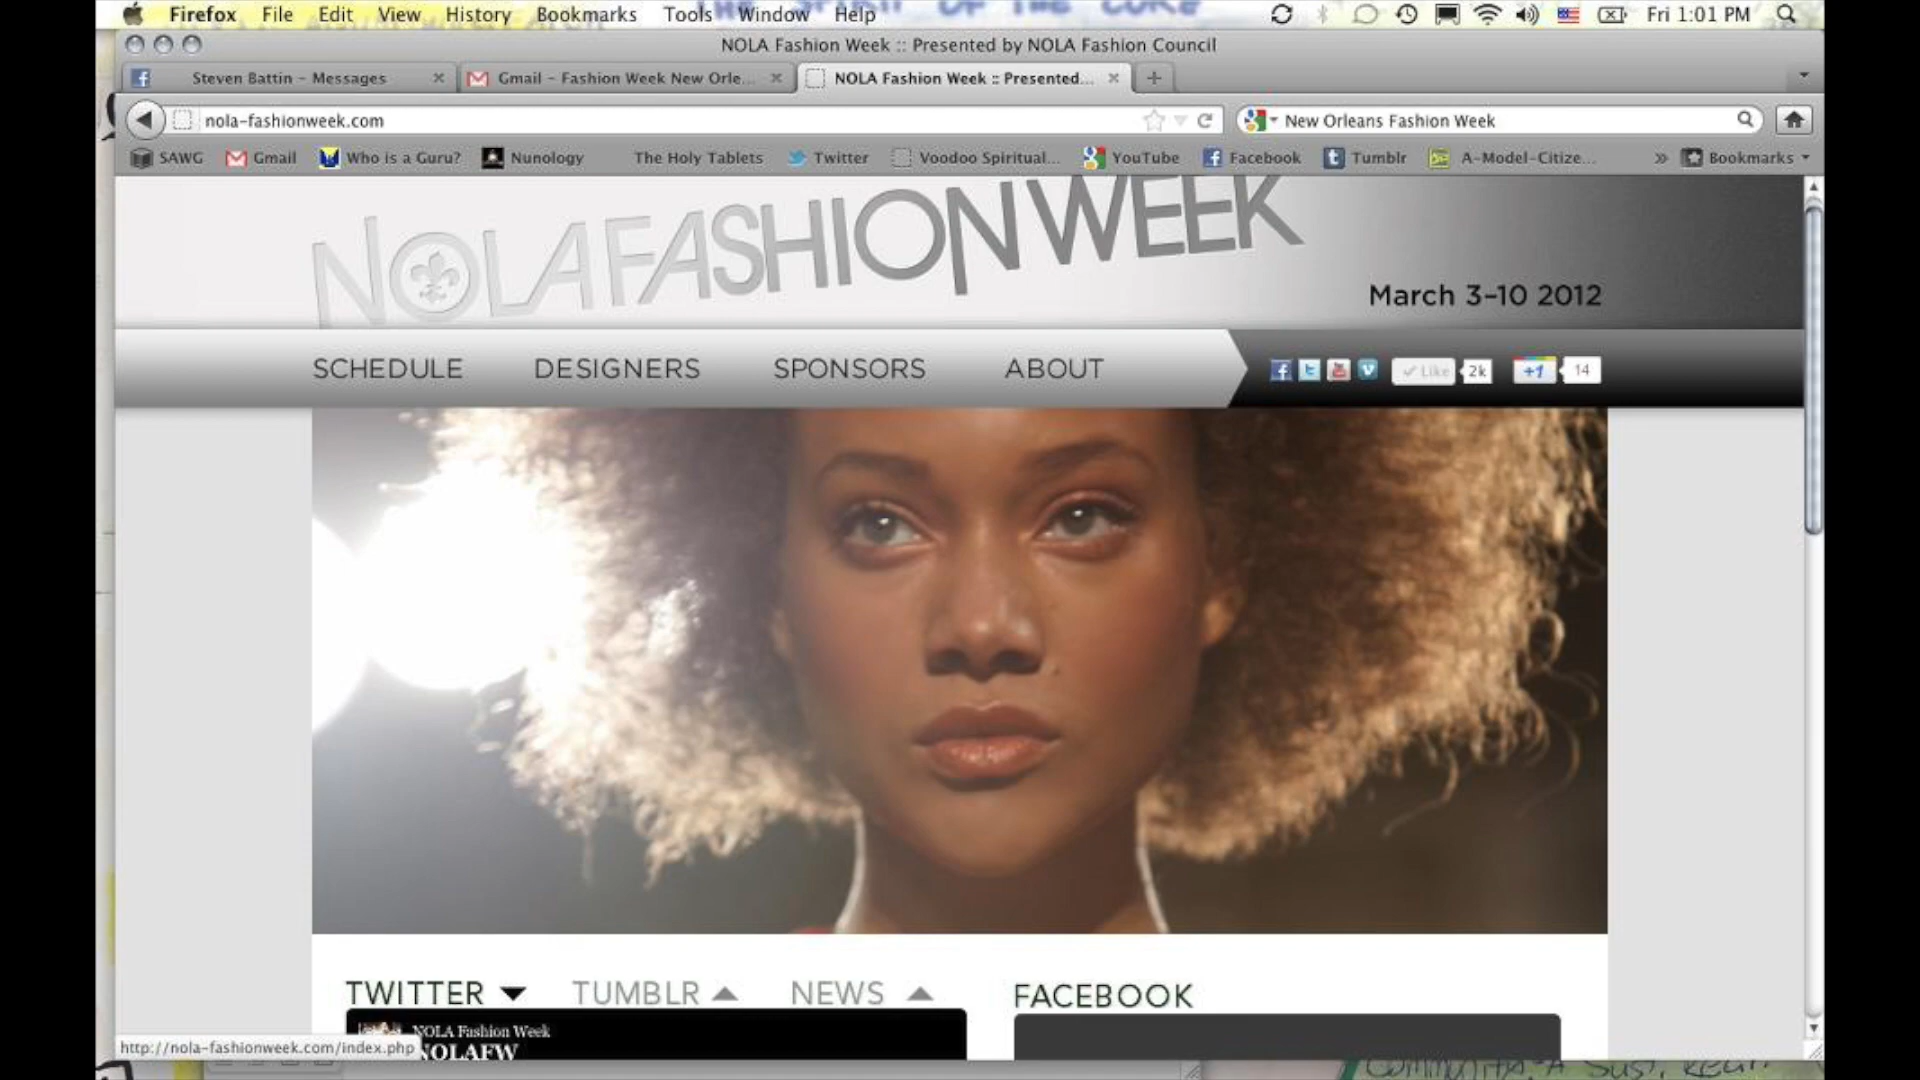 Firefox File Edit View History Bookmarks Tools Window Help Fri 1:01 PM
NOLA Fashion Week :: Presented by NOLA Fashion Council
Steven Battin – Messages Gmail – Fashion Week New Orle... NOLA Fashion Week :: Presented...
nola-fashionweek.com New Orleans Fashion Week
SAWG Gmail Who is a Guru? Nunology The Holy Tablets Twitter Voodoo Spiritual... YouTube Facebook Tumblr A-Model-Citize... » Bookmarks
NOLA FASHION WEEK
March 3–10 2012
SCHEDULE DESIGNERS SPONSORS ABOUT Like 2k +1 14
TWITTER TUMBLR NEWS FACEBOOK
NOLA Fashion Week
NOLAFW
http://nola-fashionweek.com/index.php